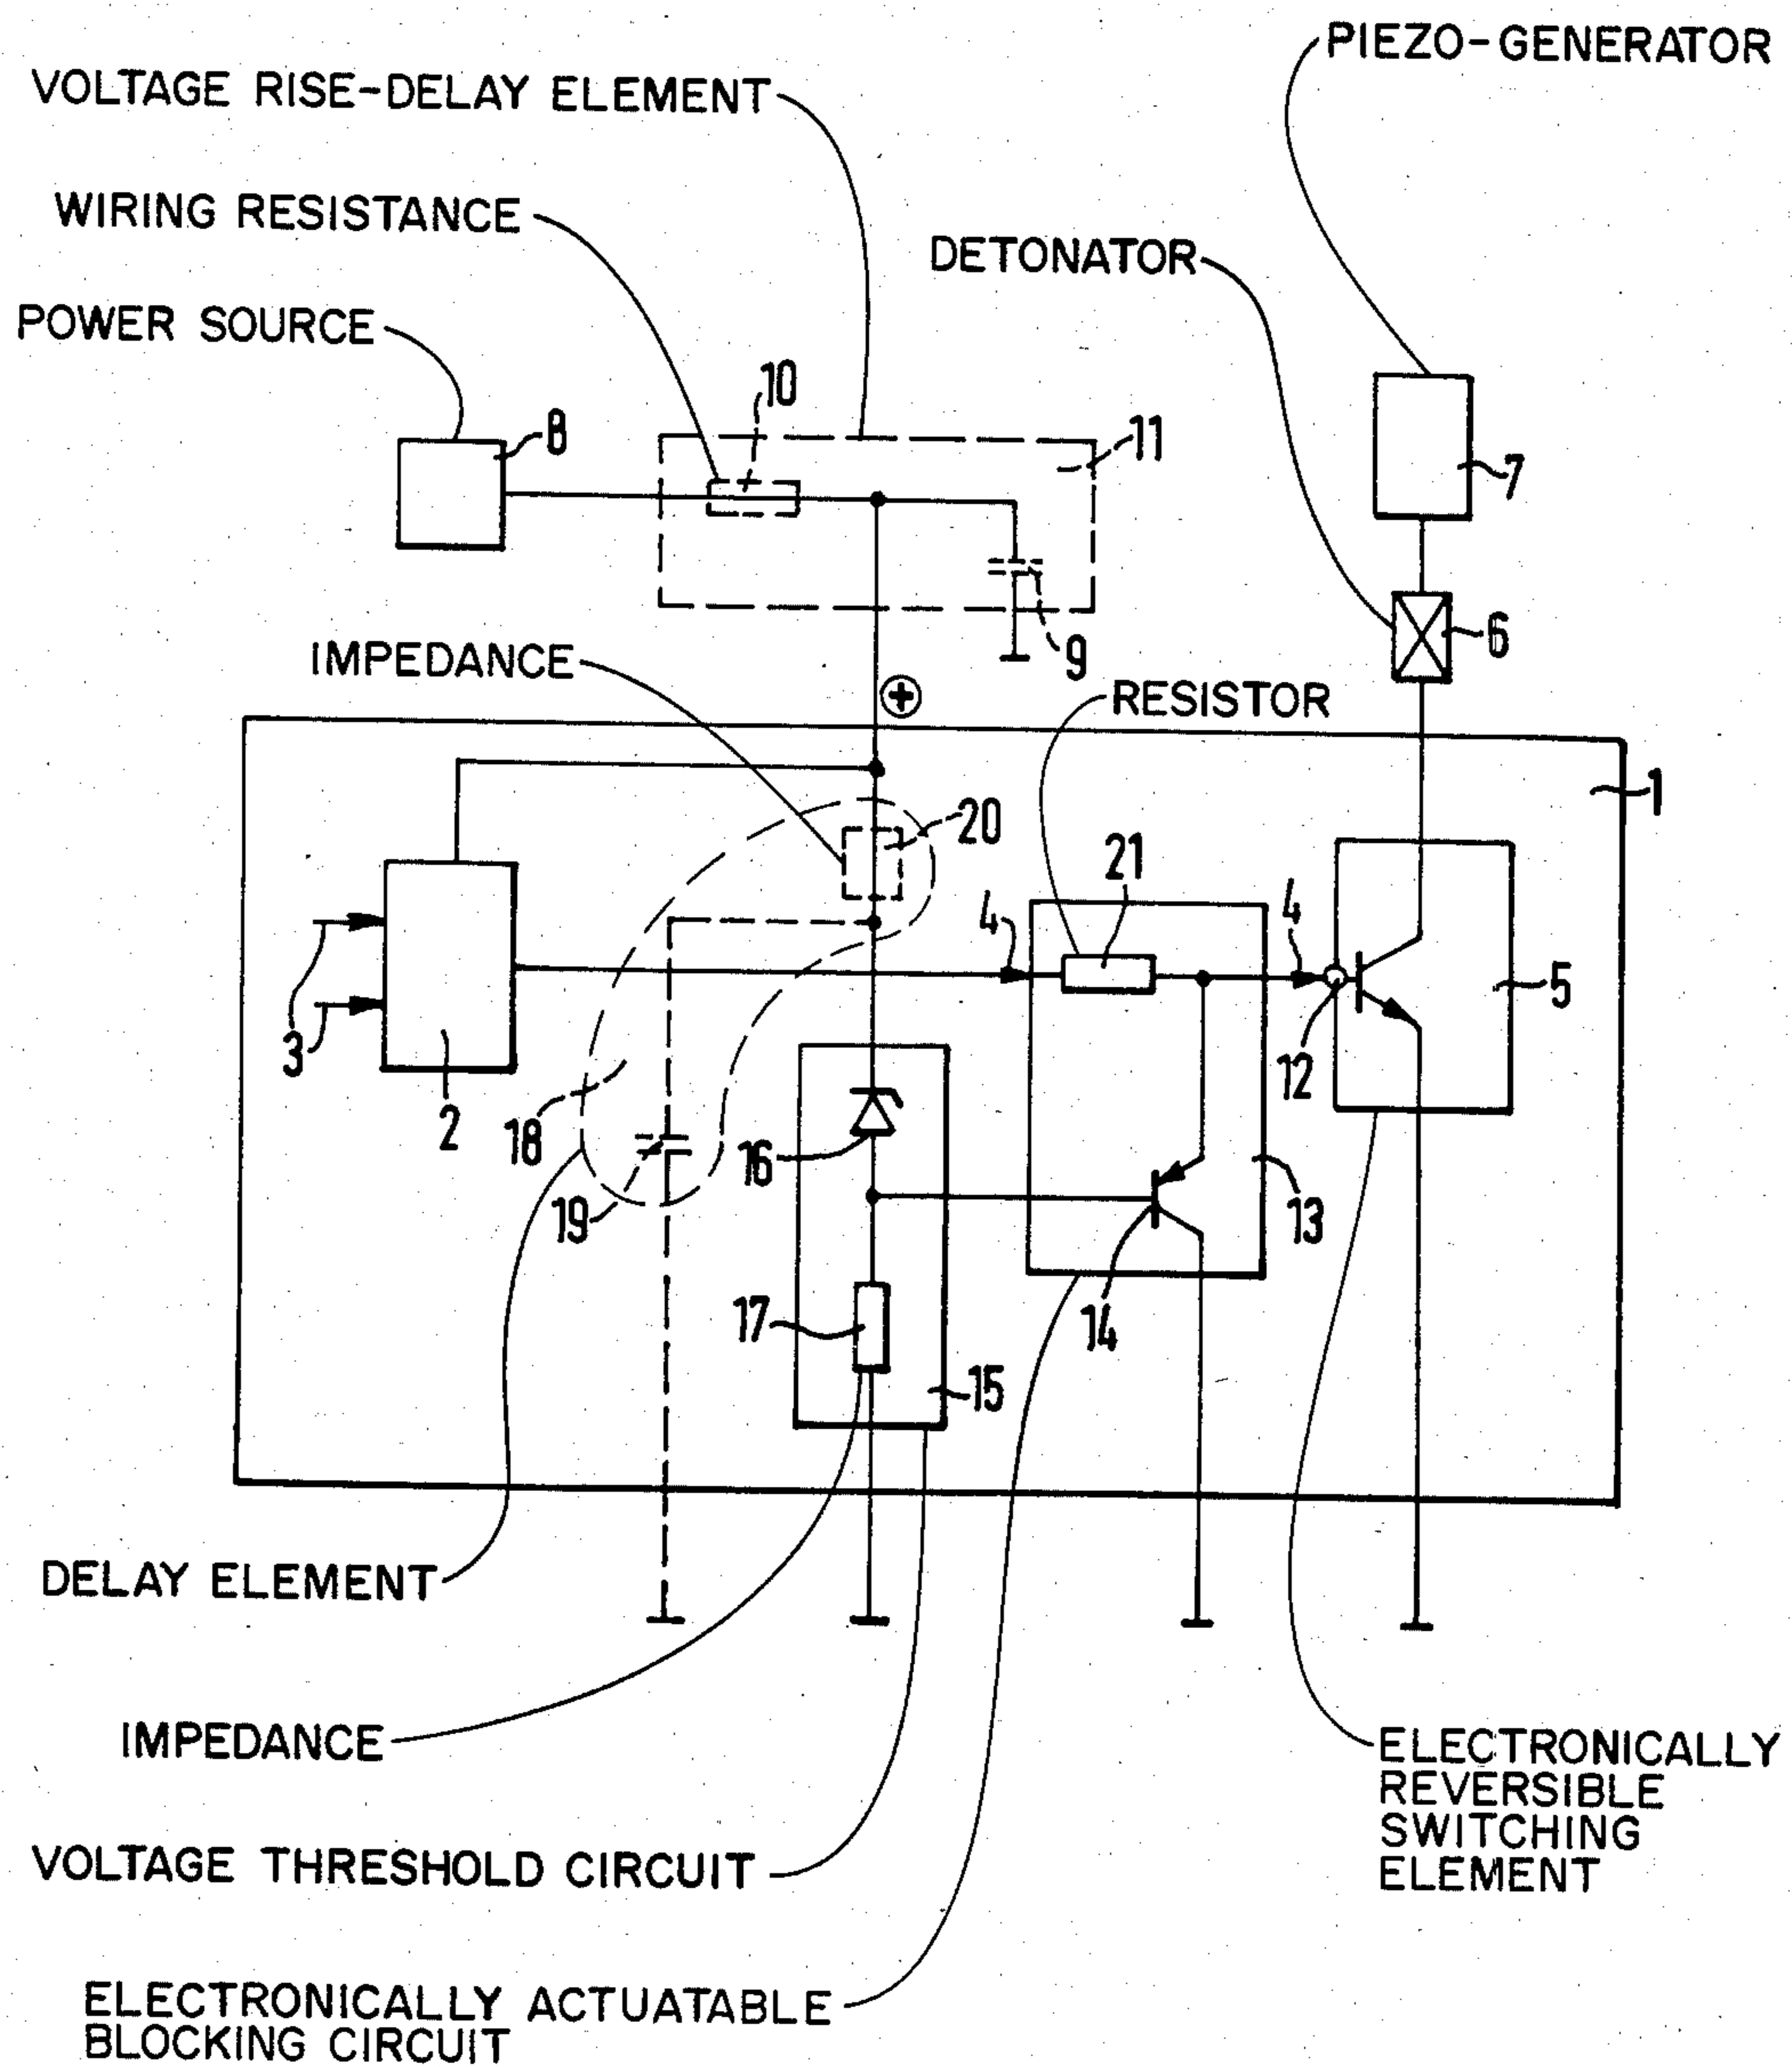 PIEZO-GENERATOR
VOLTAGE RISE-DELAY ELEMENT
WIRING RESISTANCE
DETONATOR
POWER SOURCE
10
8
11
7
9
6
IMPEDANCE
RESISTOR
+
1
20
21
4
4
5
3
2
18
12
16
19
13
14
17
15
DELAY ELEMENT
IMPEDANCE
ELECTRONICALLY
REVERSIBLE
SWITCHING
ELEMENT
VOLTAGE THRESHOLD CIRCUIT
ELECTRONICALLY ACTUATABLE
BLOCKING CIRCUIT